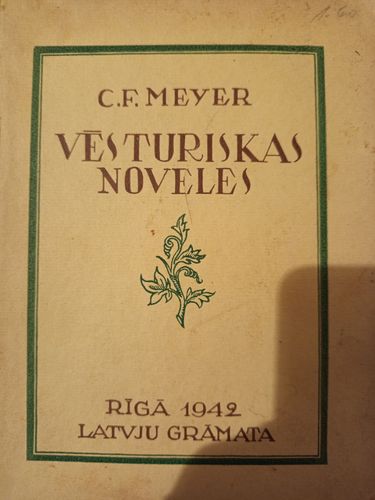 C.F. MEYER
VĒSTURISKAS
NOVELES
RĪGĀ 1942
LATVJU GRĀMATA